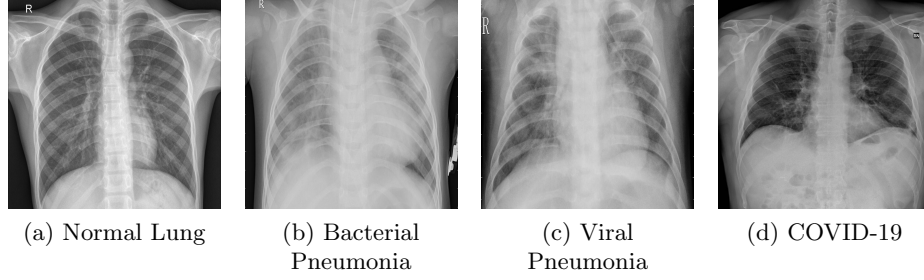 R
R
R
(a) Normal Lung
(b) Bacterial
Pneumonia
(c) Viral
Pneumonia
(d) COVID-19